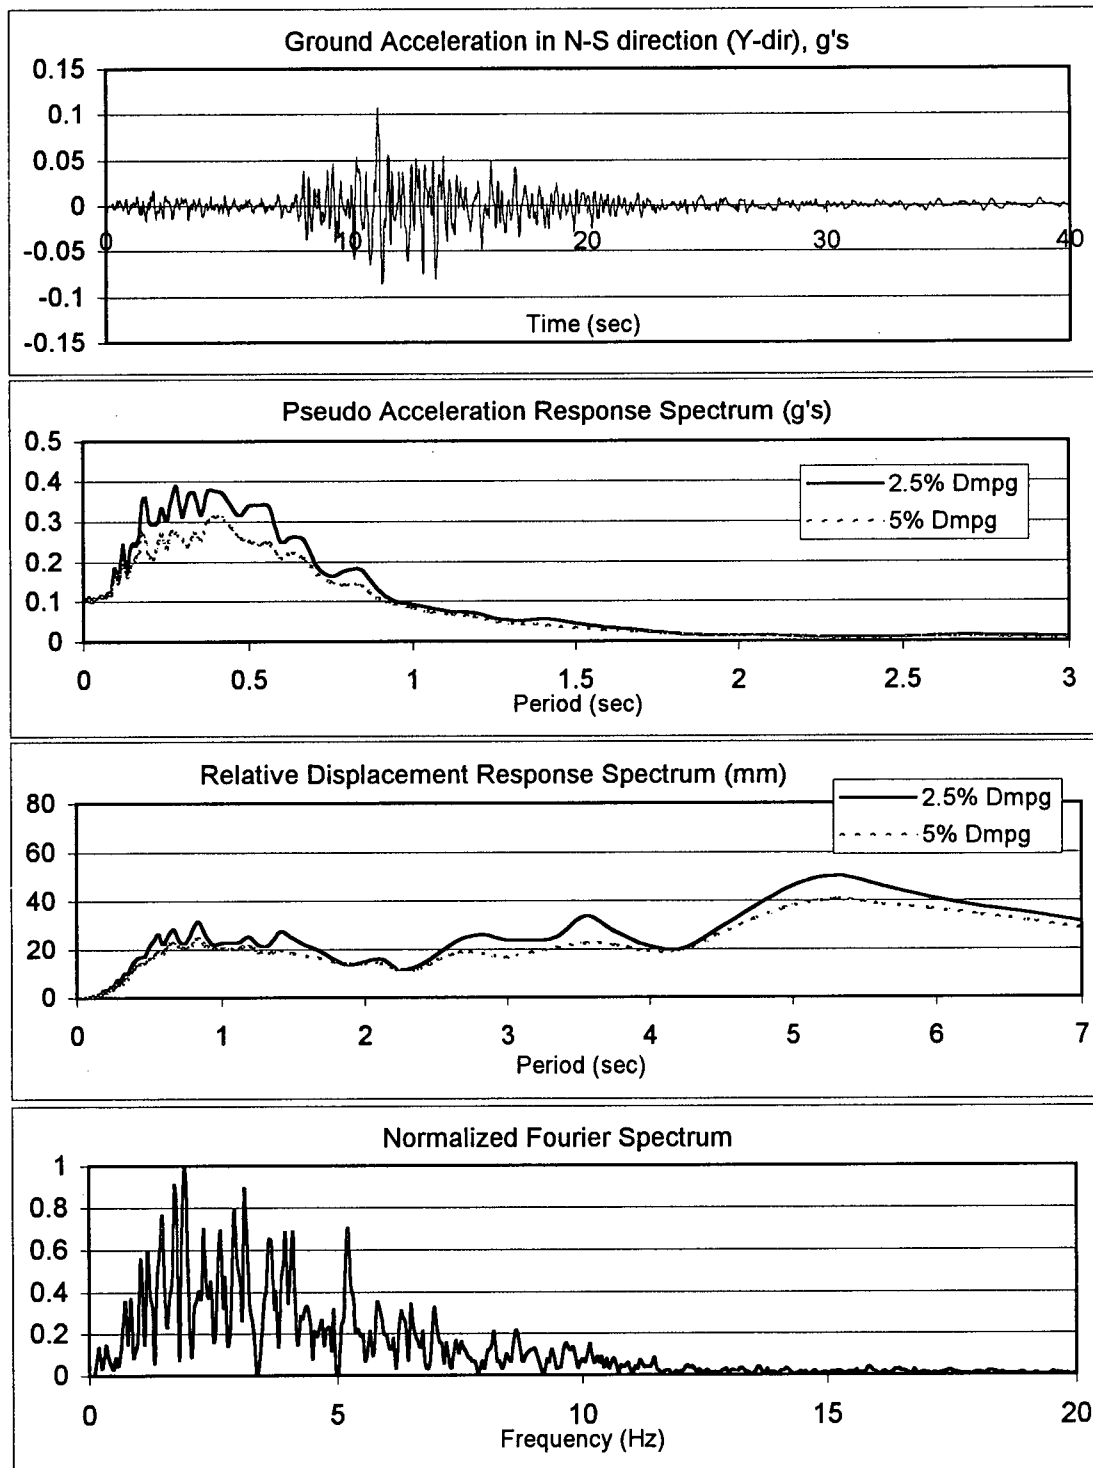 Ground Acceleration in N-S direction (Y-dir), g's
0.15
0.1
0.05
0
-0.05
-0.1
-0.15
0 10 20 30 40
Time (sec)
Pseudo Acceleration Response Spectrum (g's)
0.5
0.4
0.3
0.2
0.1
0
2.5% Dmpg
5% Dmpg
0 0.5 1 1.5 2 2.5 3
Period (sec)
Relative Displacement Response Spectrum (mm)
80
60
40
20
0
2.5% Dmpg
5% Dmpg
0 1 2 3 4 5 6 7
Period (sec)
Normalized Fourier Spectrum
1
0.8
0.6
0.4
0.2
0
0 5 10 15 20
Frequency (Hz)